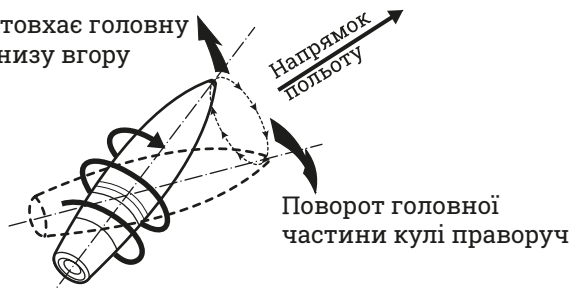 товхає головну
низу вгору
Напрямок
польоту
Поворот головної
частини кулі праворуч